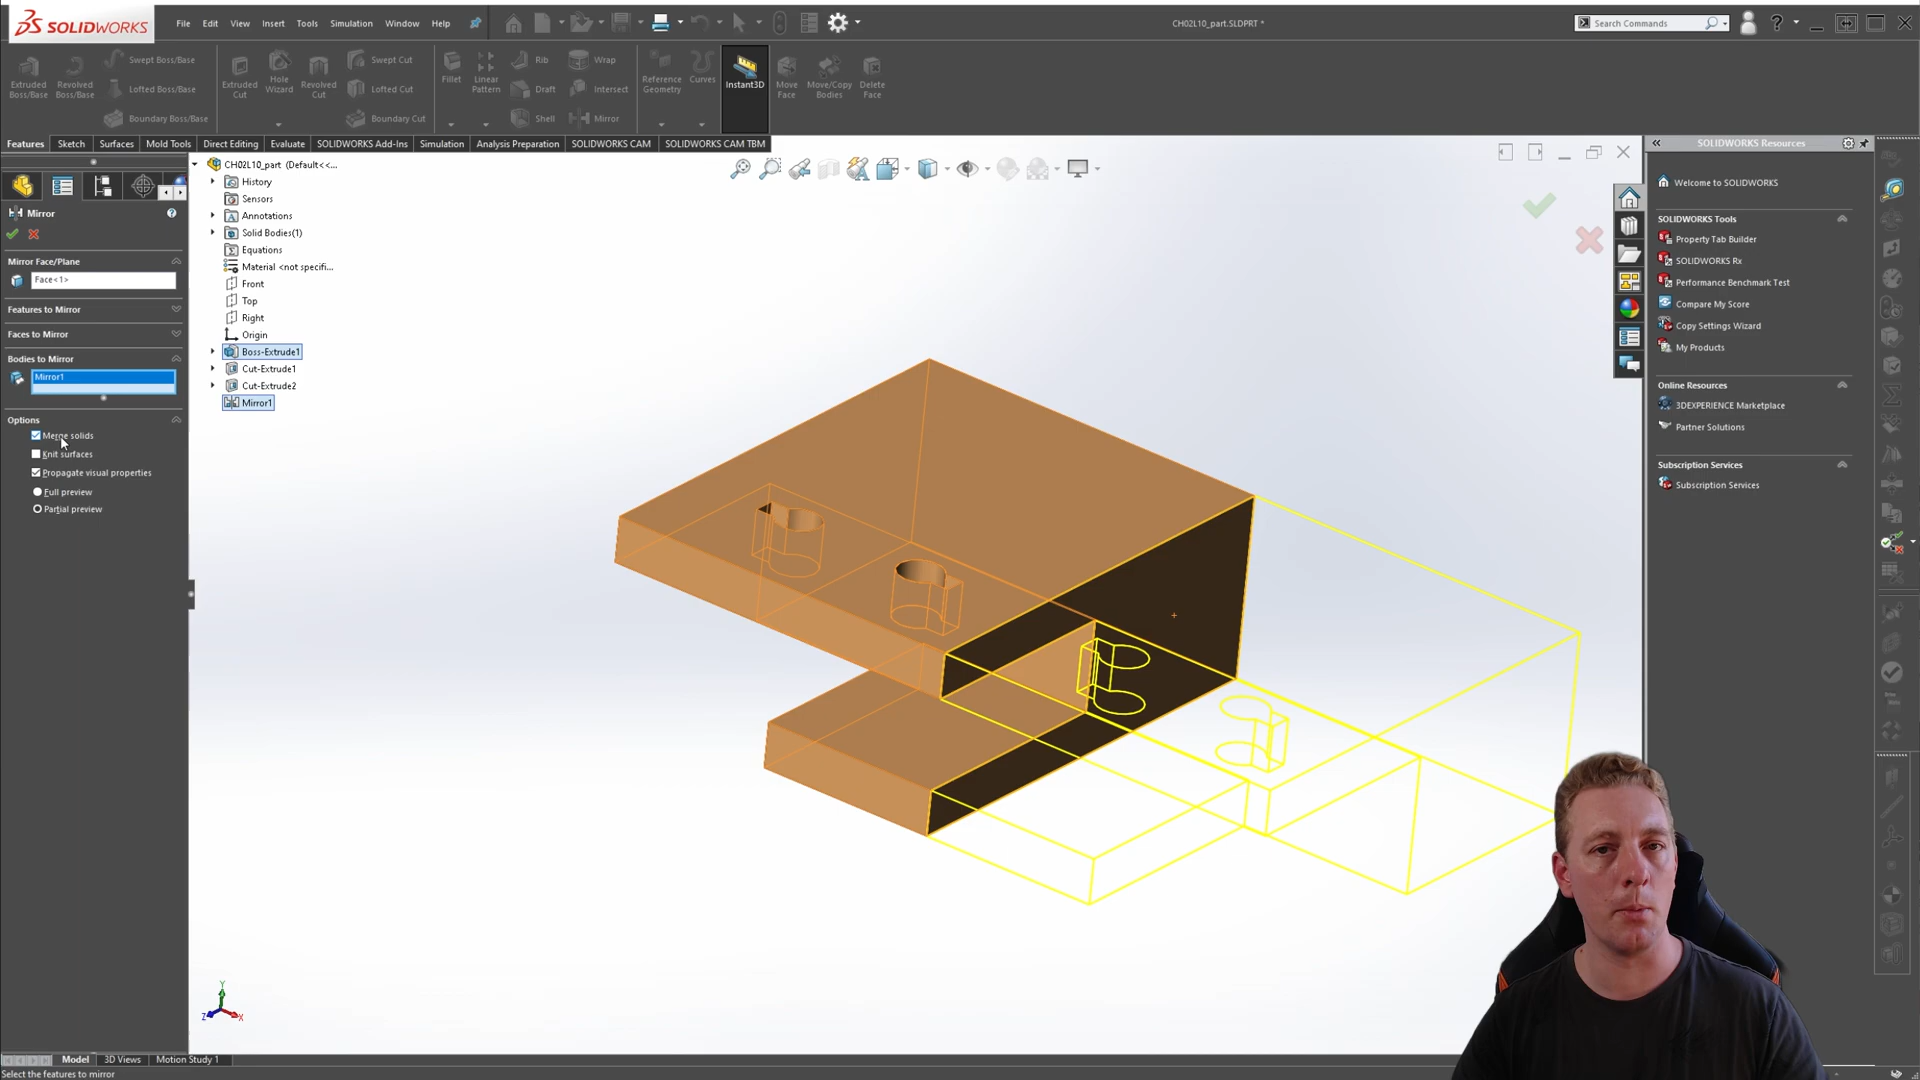 SOLIDWORKS
File Edit View Insert Tools Simulation Window Help
CH02L10_part.SLDPRT *
Search Commands
Extruded Boss/Base
Revolved Boss/Base
Swept Boss/Base
Lofted Boss/Base
Boundary Boss/Base
Extruded Cut
Hole Wizard
Revolved Cut
Swept Cut
Lofted Cut
Boundary Cut
Fillet
Linear Pattern
Rib
Draft
Shell
Wrap
Intersect
Mirror
Reference Geometry
Curves
Instant3D
Move Face
Move/Copy Bodies
Delete Face
Features Sketch Surfaces Mold Tools Direct Editing Evaluate SOLIDWORKS Add-Ins Simulation Analysis Preparation SOLIDWORKS CAM SOLIDWORKS CAM TBM
Mirror
Mirror Face/Plane
Face<1>
Features to Mirror
Faces to Mirror
Bodies to Mirror
Mirror1
Options
Merge solids
Knit surfaces
Propagate visual properties
Full preview
Partial preview
CH02L10_part (Default<<...
History
Sensors
Annotations
Solid Bodies(1)
Equations
Material <not specifi...
Front
Top
Right
Origin
Boss-Extrude1
Cut-Extrude1
Cut-Extrude2
Mirror1
SOLIDWORKS Resources
Welcome to SOLIDWORKS
SOLIDWORKS Tools
Property Tab Builder
SOLIDWORKS Rx
Performance Benchmark Test
Compare My Score
Copy Settings Wizard
My Products
Online Resources
3DEXPERIENCE Marketplace
Partner Solutions
Subscription Services
Subscription Services
Y
Z
X
Model 3D Views Motion Study 1
Select the features to mirror